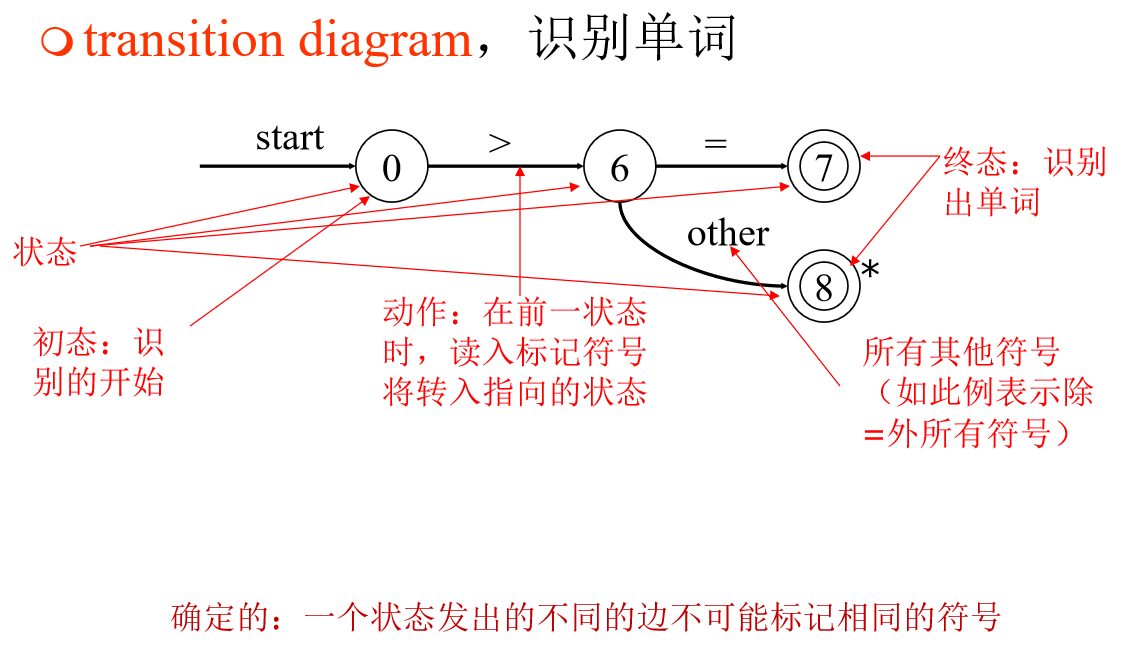 transition diagram，识别单词
start
>
=
0
6
7
终态：识别
出单词
状态
other
8
*
初态：识
别的开始
动作：在前一状态
时，读入标记符号
将转入指向的状态
所有其他符号
（如此例表示除
=外所有符号）
确定的：一个状态发出的不同的边不可能标记相同的符号